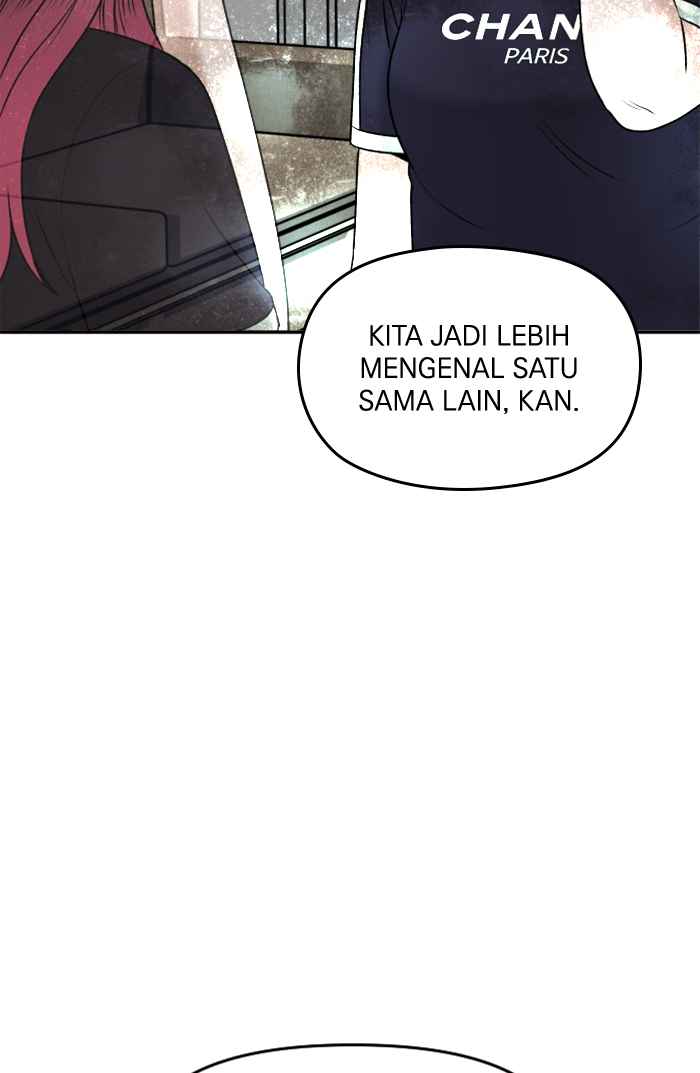 CHAN
PARIS
KITA JADI LEBIH
MENGENAL SATU
SAMA LAIN, KAN.